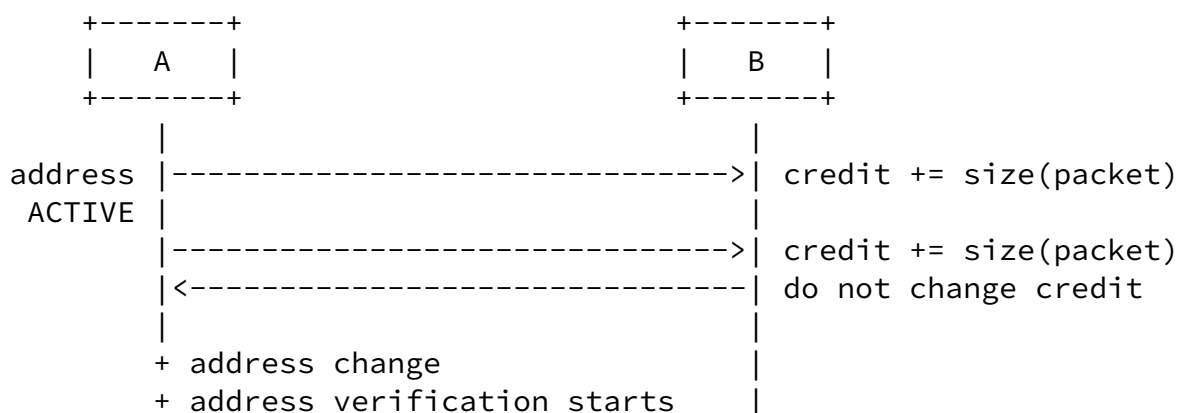 +-------+                        +-------+
|   A   |                        |   B   |
+-------+                        +-------+
    |                                |
address |------------------------------->| credit += size(packet)
ACTIVE |                                |
    |------------------------------->| credit += size(packet)
    |<-------------------------------| do not change credit
    |                                |
    + address change                 |
    + address verification starts    |